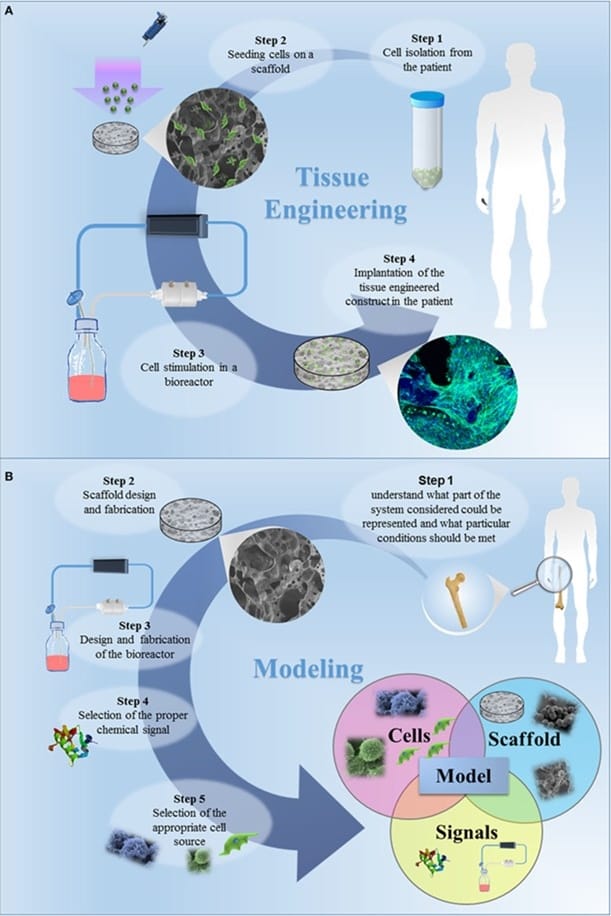 A
Step 1
Cell isolation from
the patient
Step 2
Seeding cells on a
scaffold
Tissue
Engineering
Step 3
Cell stimulation in a
bioreactor
Step 4
Implantation of the
tissue engineered
construct in the patient
B
Step 1
understand what part of the
system considered could be
represented and what particular
conditions should be met
Step 2
Scaffold design
and fabrication
Step 3
Design and fabrication
of the bioreactor
Modeling
Step 4
Selection of the proper
chemical signal
Step 5
Selection of the
appropriate cell
source
Cells
Scaffold
Model
Signals